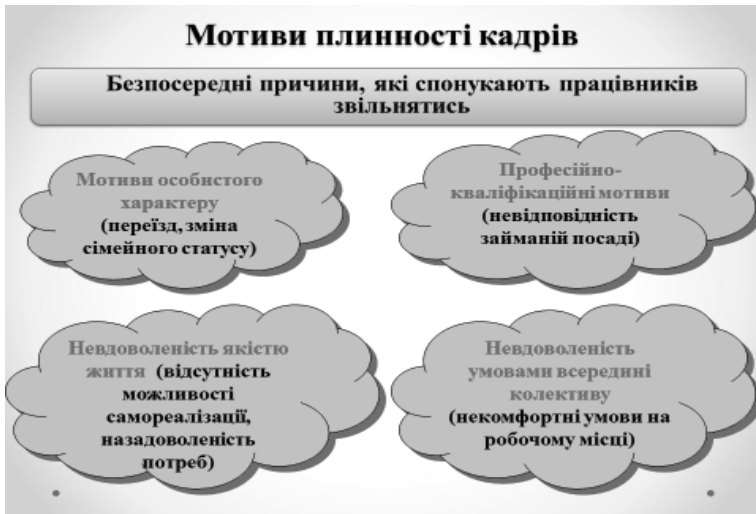 Мотиви плинності кадрів
Безпосередні причини, які спонукають працівників
звільнятись
Мотиви особистого
характеру
(переїзд, зміна
сімейного статусу)
Професійно-
кваліфікаційні мотиви
(невідповідність
займаній посаді)
Невдоволеність якістю
життя (відсутність
можливості
самореалізації,
назадоволеність
потреб)
Невдоволеність
умовами всередині
колективу
(некомфортні умови на
робочому місці)